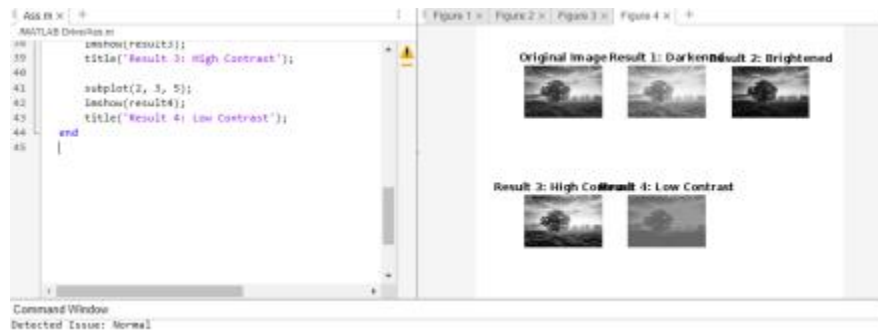 Ass.m × +
Figure 1 × Figure 2 × Figure 3 × Figure 4 × +
/MATLAB Drive/Ass.m
38 imshow(result3);
39 title('Result 3: High Contrast');
40
41 subplot(2, 3, 5);
42 imshow(result4);
43 title('Result 4: Low Contrast');
44 end
45
Original Image Result 1: Darkened Result 2: Brightened
Result 3: High Contrast Result 4: Low Contrast
Command Window
Detected Issue: Normal